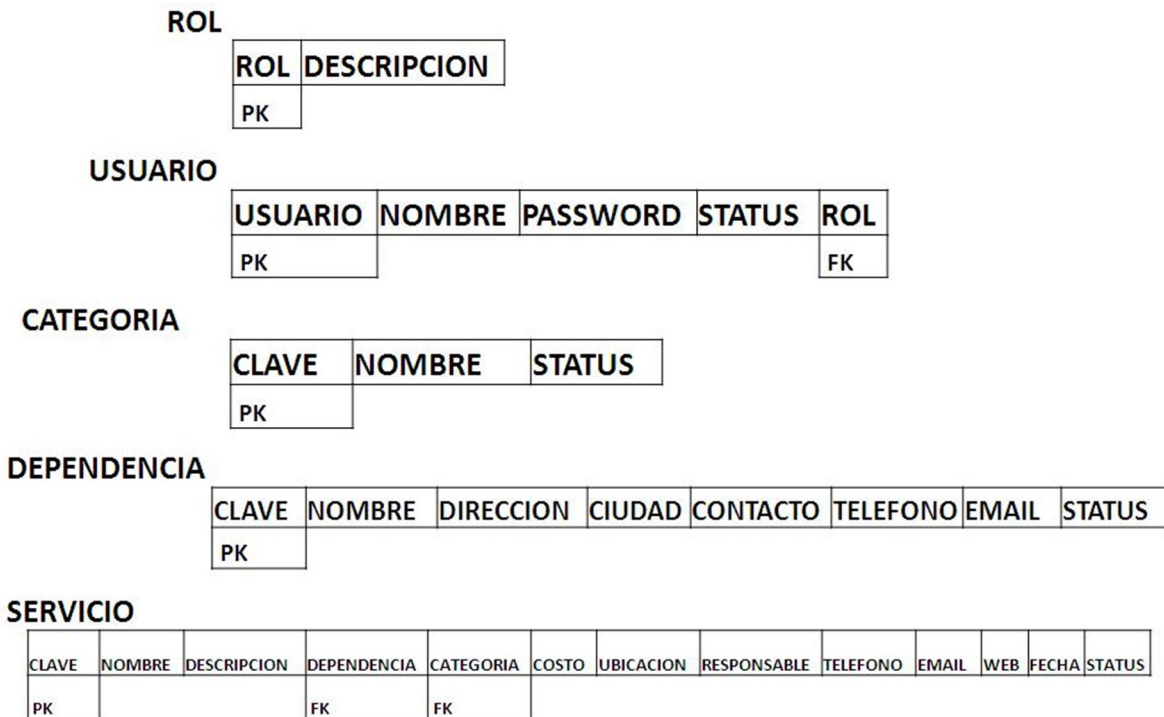 ROL
ROL DESCRIPCION
PK
USUARIO
USUARIO NOMBRE PASSWORD STATUS ROL
PK FK
CATEGORIA
CLAVE NOMBRE STATUS
PK
DEPENDENCIA
CLAVE NOMBRE DIRECCION CIUDAD CONTACTO TELEFONO EMAIL STATUS
PK
SERVICIO
CLAVE NOMBRE DESCRIPCION DEPENDENCIA CATEGORIA COSTO UBICACION RESPONSABLE TELEFONO EMAIL WEB FECHA STATUS
PK FK FK